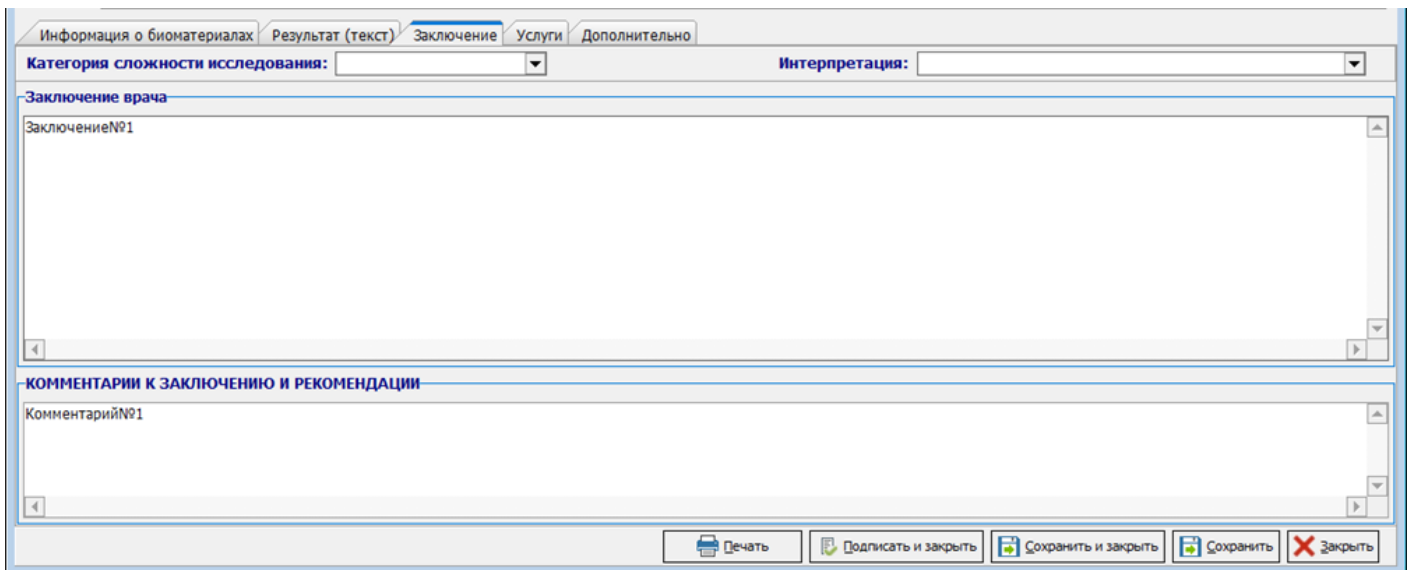 Информация о биоматериалах Результат (текст) Заключение Услуги Дополнительно
Категория сложности исследования: Интерпретация:
Заключение врача
Заключение№1
КОММЕНТАРИИ К ЗАКЛЮЧЕНИЮ И РЕКОМЕНДАЦИИ
Комментарий№1
Печать Подписать и закрыть Сохранить и закрыть Сохранить Закрыть